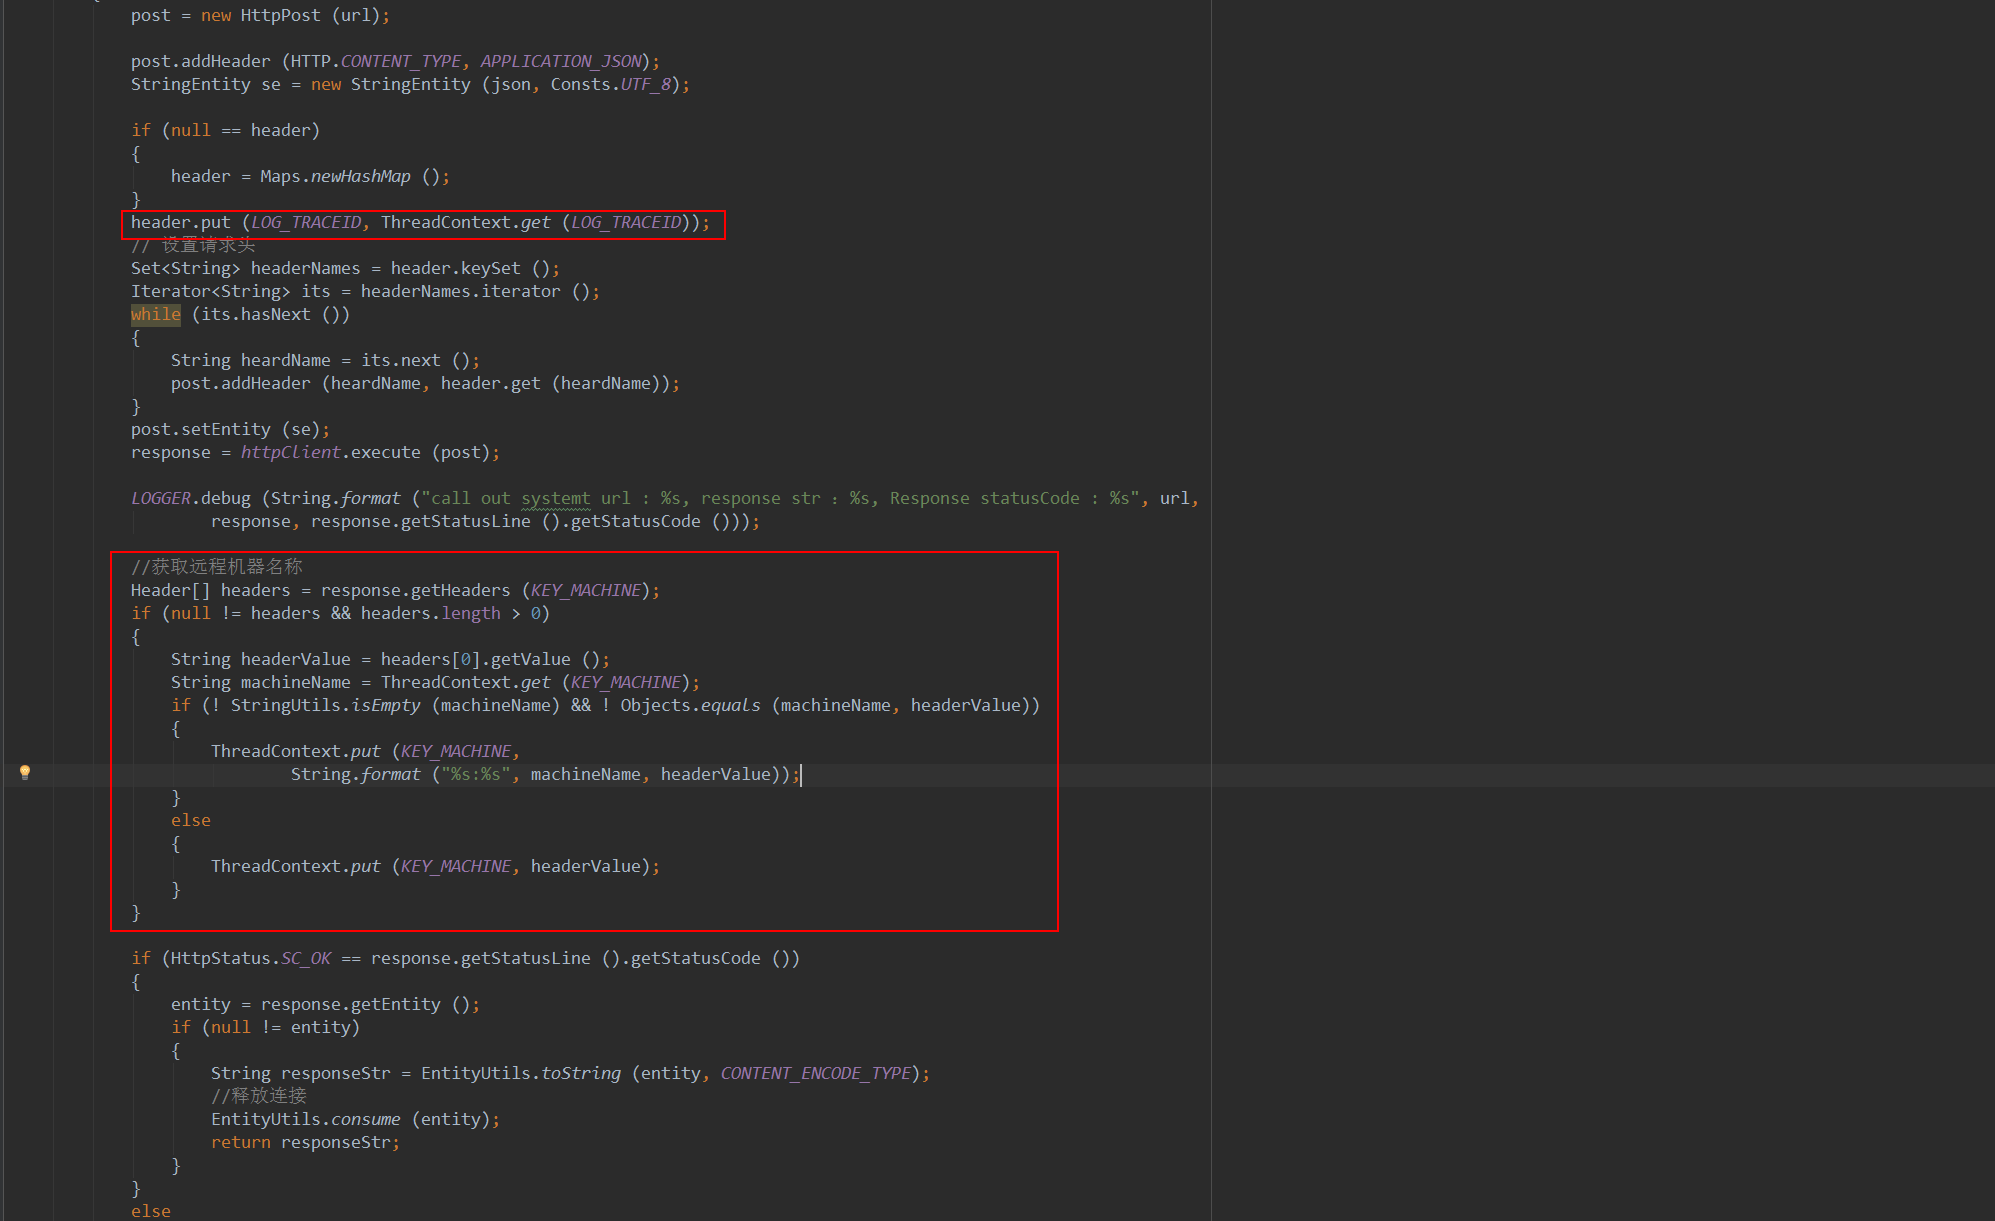 post = new HttpPost (url);
post.addHeader (HTTP.CONTENT_TYPE, APPLICATION_JSON);
StringEntity se = new StringEntity (json, Consts.UTF_8);
if (null == header)
{
header = Maps.newHashMap ();
}
header.put (LOG_TRACEID, ThreadContext.get (LOG_TRACEID));
// 设置请求头
Set<String> headerNames = header.keySet ();
Iterator<String> its = headerNames.iterator ();
while (its.hasNext ())
{
String heardName = its.next ();
post.addHeader (heardName, header.get (heardName));
}
post.setEntity (se);
response = httpClient.execute (post);
LOGGER.debug (String.format ("call out systemt url : %s, response str : %s, Response statusCode : %s", url,
response, response.getStatusLine ().getStatusCode ()));
//获取远程机器名称
Header[] headers = response.getHeaders (KEY_MACHINE);
if (null != headers && headers.length > 0)
{
String headerValue = headers[0].getValue ();
String machineName = ThreadContext.get (KEY_MACHINE);
if (! StringUtils.isEmpty (machineName) && ! Objects.equals (machineName, headerValue))
{
ThreadContext.put (KEY_MACHINE,
String.format ("%s:%s", machineName, headerValue));
}
else
{
ThreadContext.put (KEY_MACHINE, headerValue);
}
}
if (HttpStatus.SC_OK == response.getStatusLine ().getStatusCode ())
{
entity = response.getEntity ();
if (null != entity)
{
String responseStr = EntityUtils.toString (entity, CONTENT_ENCODE_TYPE);
//释放连接
EntityUtils.consume (entity);
return responseStr;
}
}
else